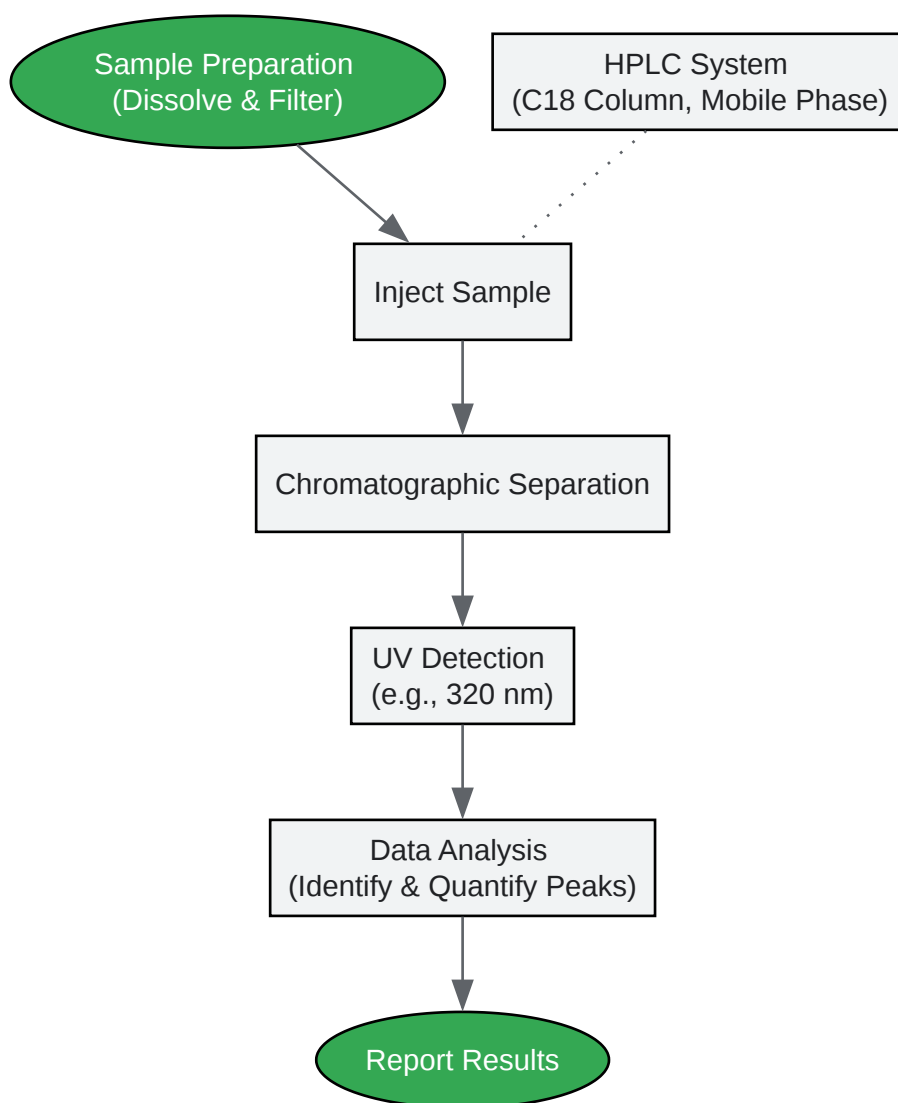 Sample Preparation
(Dissolve & Filter)
HPLC System
(C18 Column, Mobile Phase)
Inject Sample
Chromatographic Separation
UV Detection
(e.g., 320 nm)
Data Analysis
(Identify & Quantify Peaks)
Report Results